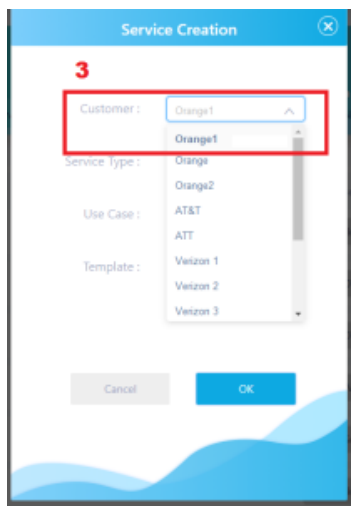 Service Creation
3
Customer : Orange1
Orange1
Service Type : Orange
Orange2
Use Case : AT&T
ATT
Template : Verizon 1
Verizon 2
Verizon 3
Cancel OK